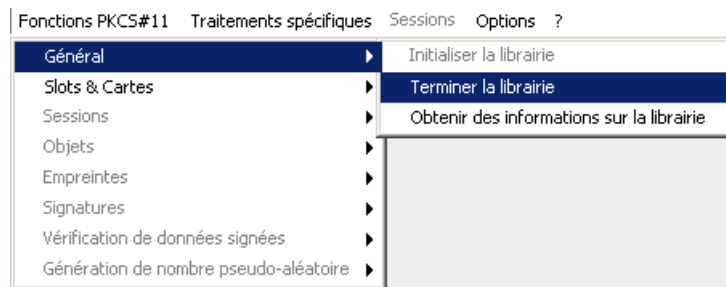 Fonctions PKCS#11 Traitements spécifiques Sessions Options ?
Général
Initialiser la librairie
Slots & Cartes
Terminer la librairie
Sessions
Obtenir des informations sur la librairie
Objets
Empreintes
Signatures
Vérification de données signées
Génération de nombre pseudo-aléatoire